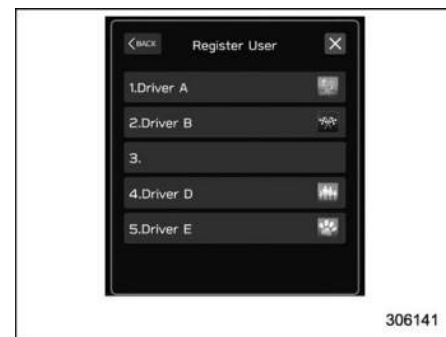 BACK
Register User
1.Driver A
2.Driver B
3.
4.Driver D
5.Driver E
306141